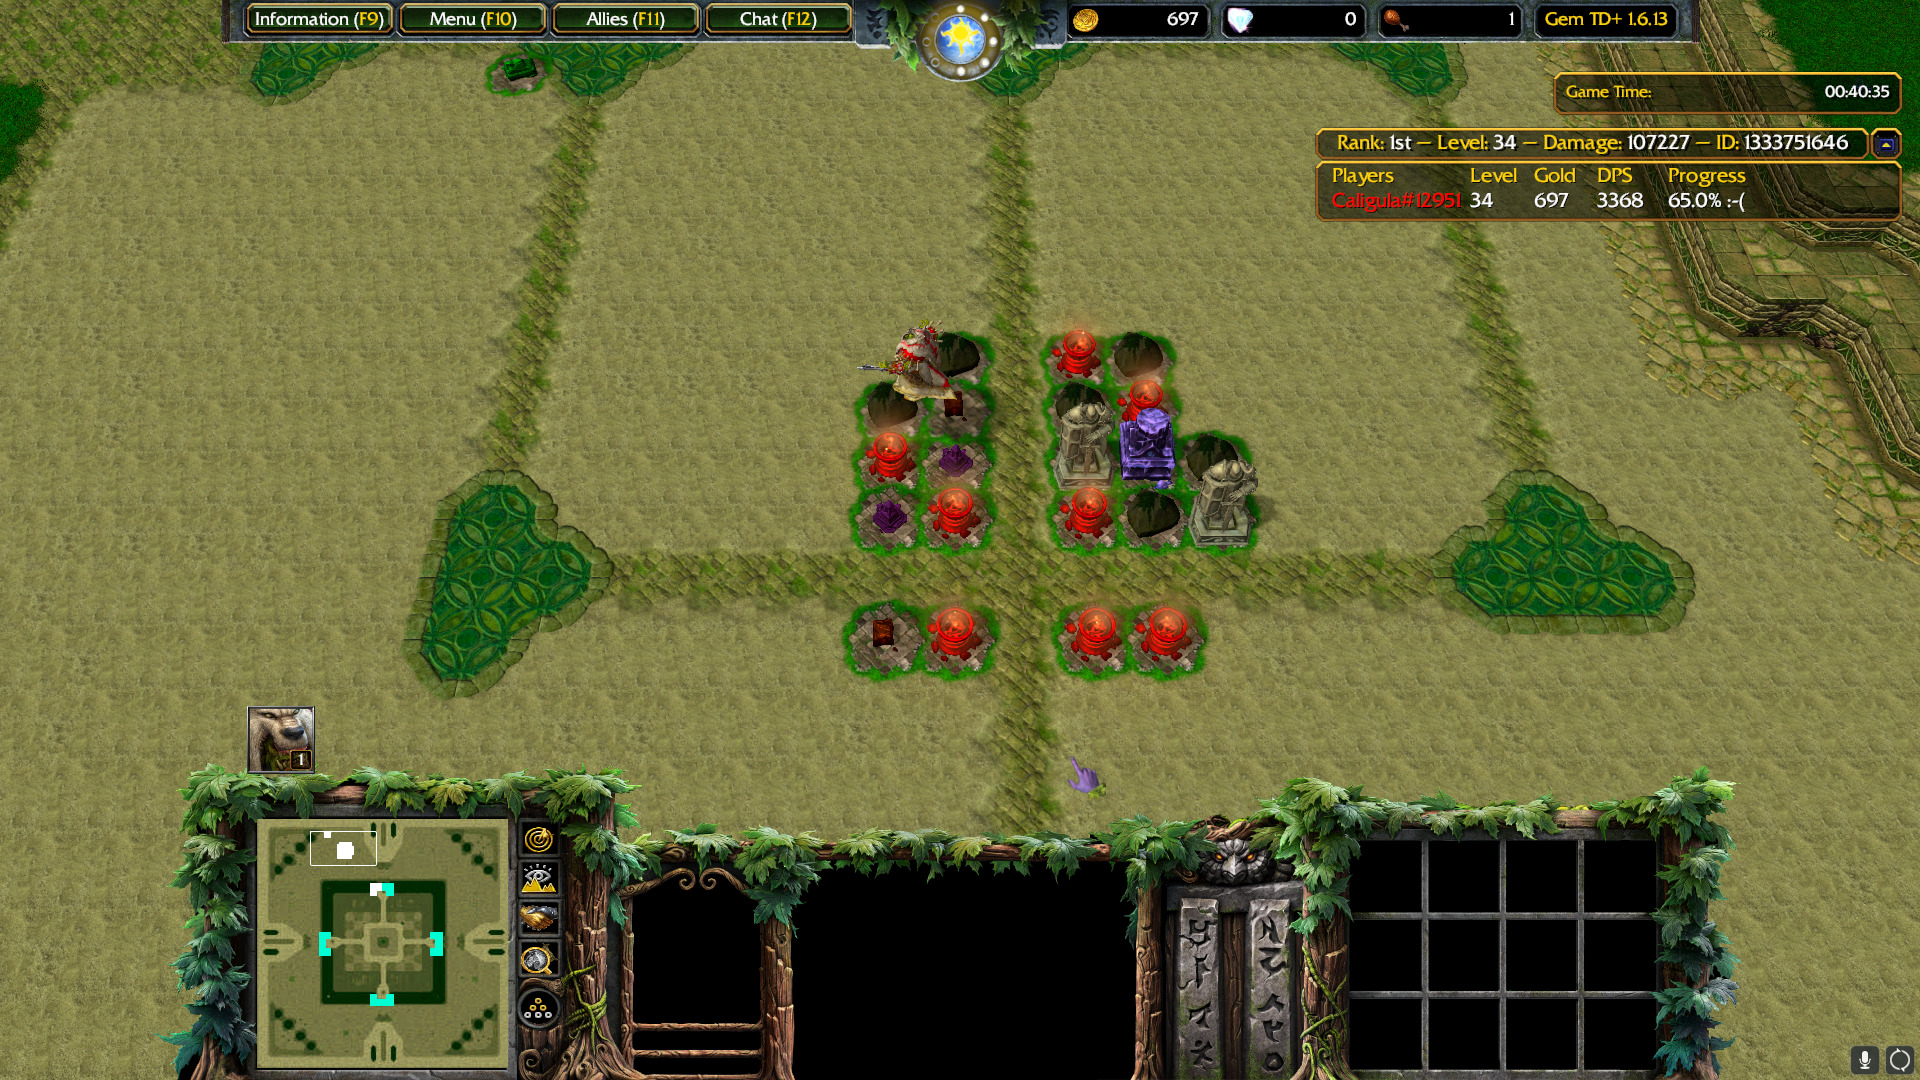 Information (F9)
Menu (F10)
Allies (F11)
Chat (F12)
697
0
1
Gem TD+ 1.6.13
Game Time:
00:40:35
Rank: 1st — Level: 34 — Damage: 107227 — ID: 1333751646
Players Level Gold DPS Progress
Caligula#12951 34 697 3368 65.0% :-(
1